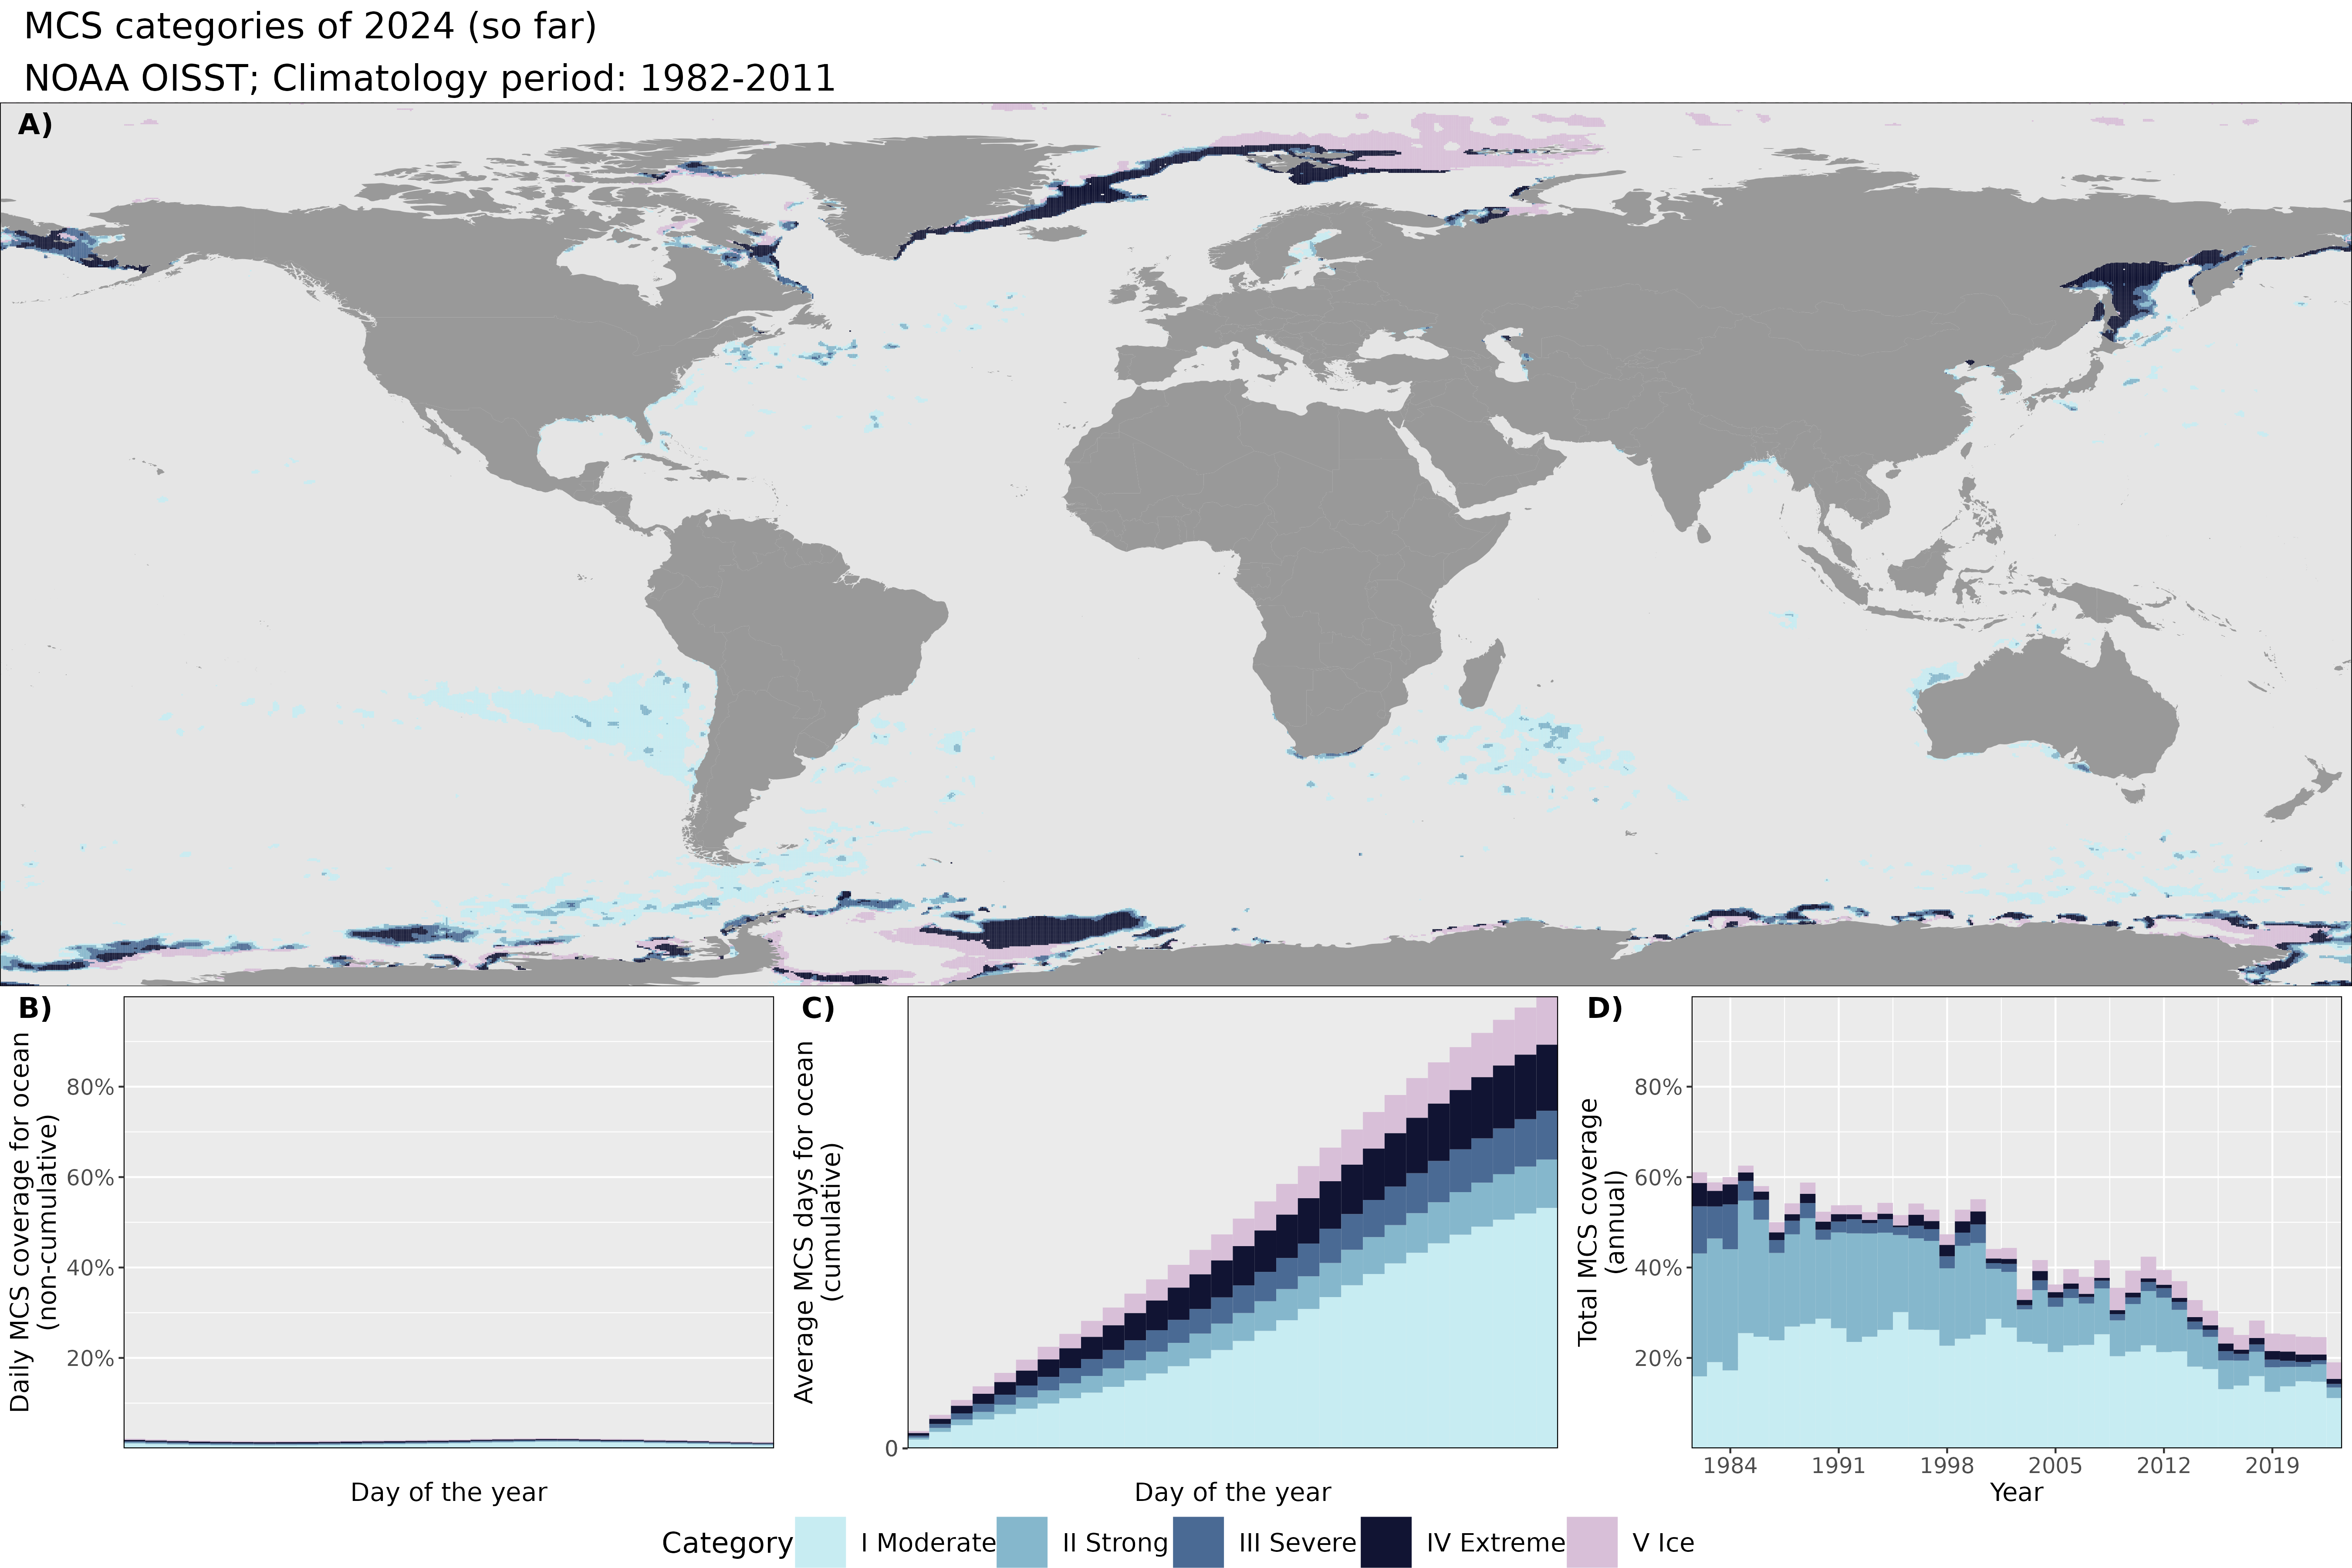 MCS categories of 2024 (so far)
NOAA OISST; Climatology period: 1982-2011
A)
B)
Daily MCS coverage for ocean
(non-cumulative)
80%
60%
40%
20%
Day of the year
C)
Average MCS days for ocean
(cumulative)
0
Day of the year
D)
Total MCS coverage
(annual)
80%
60%
40%
20%
1984 1991 1998 2005 2012 2019
Year
Category I Moderate II Strong III Severe IV Extreme V Ice